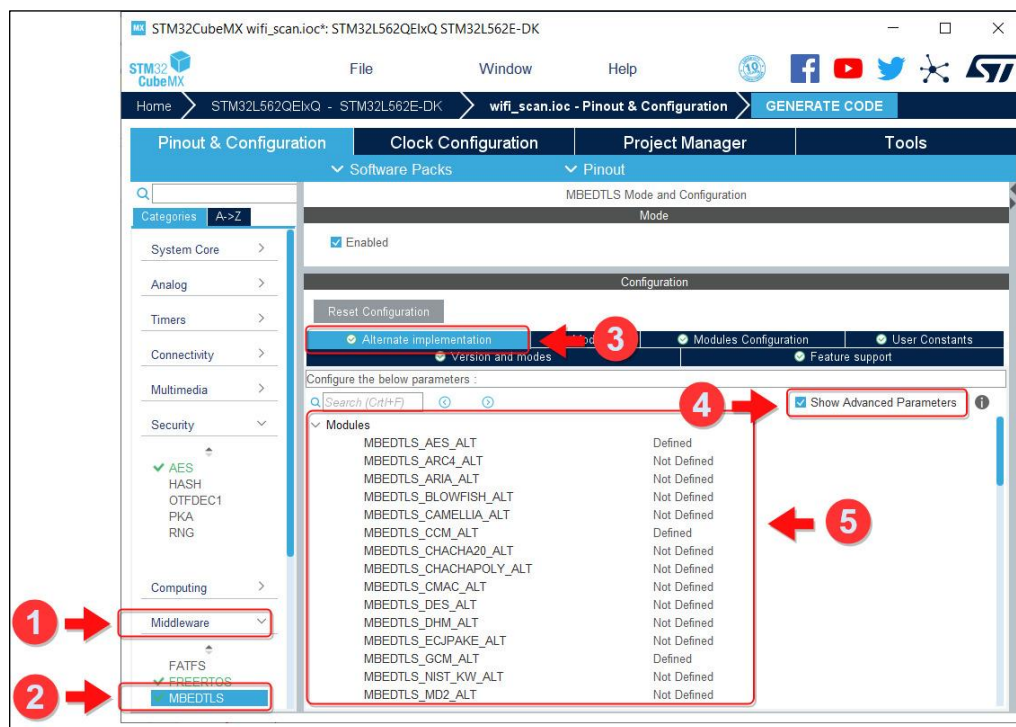 MX STM32CubeMX wifi_scan.ioc*: STM32L562QEIxQ STM32L562E-DK
STM32 CubeMX File Window Help 10
Home STM32L562QEIxQ - STM32L562E-DK wifi_scan.ioc - Pinout & Configuration GENERATE CODE
Pinout & Configuration Clock Configuration Project Manager Tools
Software Packs Pinout
Categories A->Z
System Core
Analog
Timers
Connectivity
Multimedia
Security
AES
HASH
OTFDEC1
PKA
RNG
Computing
1 Middleware
FATFS
FREERTOS
2 MBEDTLS
MBEDTLS Mode and Configuration
Mode
Enabled
Configuration
Reset Configuration
Alternate implementation 3 Modules Configuration User Constants
Version and modes Feature support
Configure the below parameters :
Search (Crtl+F) 4 Show Advanced Parameters
Modules
MBEDTLS_AES_ALT Defined
MBEDTLS_ARC4_ALT Not Defined
MBEDTLS_ARIA_ALT Not Defined
MBEDTLS_BLOWFISH_ALT Not Defined
MBEDTLS_CAMELLIA_ALT Not Defined
MBEDTLS_CCM_ALT Defined
MBEDTLS_CHACHA20_ALT Not Defined
MBEDTLS_CHACHAPOLY_ALT Not Defined
MBEDTLS_CMAC_ALT Not Defined
MBEDTLS_DES_ALT Not Defined
MBEDTLS_DHM_ALT Not Defined
MBEDTLS_ECJPAKE_ALT Not Defined
MBEDTLS_GCM_ALT Defined
MBEDTLS_NIST_KW_ALT Not Defined
MBEDTLS_MD2_ALT Not Defined
5